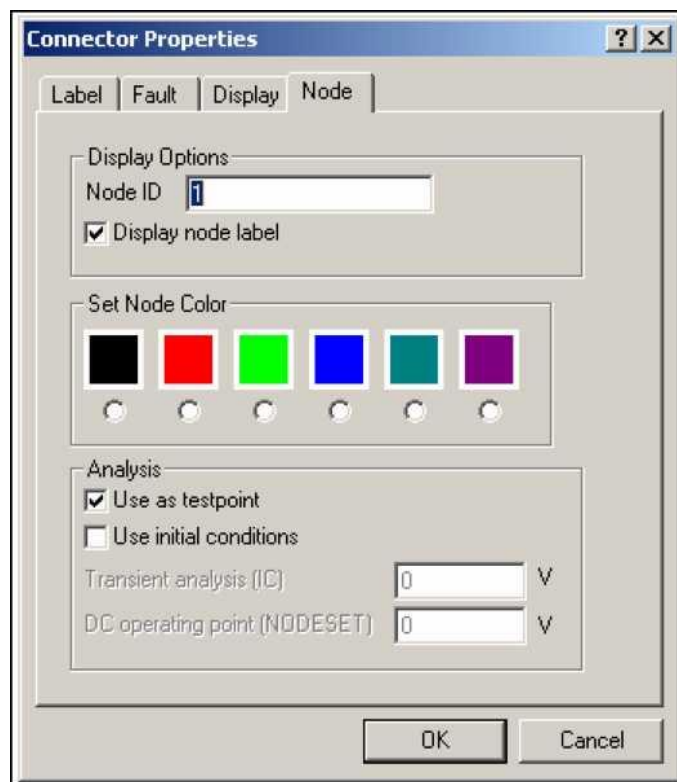 Connector Properties
? X
Label Fault Display Node
Display Options
Node ID 1
Display node label
Set Node Color
Analysis
Use as testpoint
Use initial conditions
Transient analysis (IC) 0 V
DC operating point (NODESET) 0 V
OK Cancel